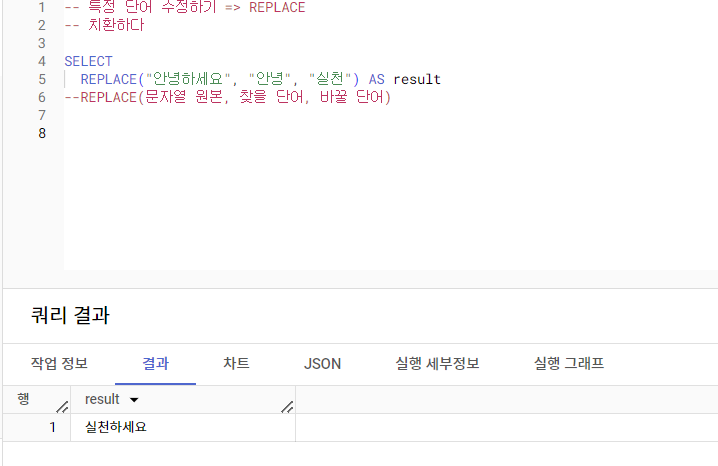 1 -- 특정 단어 수정하기 => REPLACE
2 -- 치환하다
3
4 SELECT
5 REPLACE("안녕하세요", "안녕", "실천") AS result
6 --REPLACE(문자열 원본, 찾을 단어, 바꿀 단어)
7
8
쿼리 결과
작업 정보 결과 차트 JSON 실행 세부정보 실행 그래프
행 result
1 실천하세요